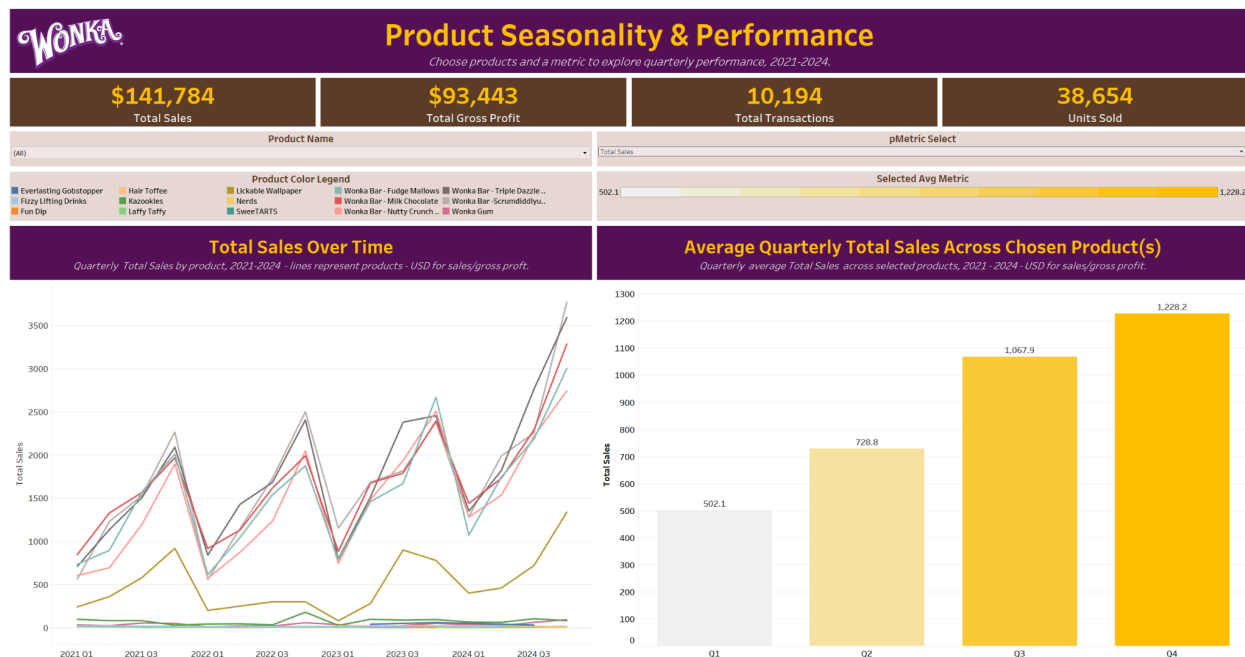 WONKA
Product Seasonality & Performance
Choose products and a metric to explore quarterly performance, 2021-2024.
$141,784
Total Sales
$93,443
Total Gross Profit
10,194
Total Transactions
38,654
Units Sold
Product Name
(All)
pMetric Select
Total Sales
Product Color Legend
Everlasting Gobstopper
Hair Toffee
Lickable Wallpaper
Wonka Bar - Fudge Mallows
Wonka Bar - Triple Dazzle ..
Fizzy Lifting Drinks
Kazookles
Nerds
Wonka Bar - Milk Chocolate
Wonka Bar -Scrumdiddlyu..
Fun Dip
Laffy Taffy
SweeTARTS
Wonka Bar - Nutty Crunch ..
Wonka Gum
Selected Avg Metric
502.1
1,228.2
Total Sales Over Time
Quarterly Total Sales by product, 2021-2024 - lines represent products - USD for sales/gross proft.
Average Quarterly Total Sales Across Chosen Product(s)
Quarterly average Total Sales across selected products, 2021 - 2024 - USD for sales/gross profit.
Total Sales
3500
3000
2500
2000
1500
1000
500
0
2021 Q1
2021 Q3
2022 Q1
2022 Q3
2023 Q1
2023 Q3
2024 Q1
2024 Q3
Total Sales
1300
1200
1100
1000
900
800
700
600
500
400
300
200
100
0
502.1
728.8
1,067.9
1,228.2
Q1
Q2
Q3
Q4